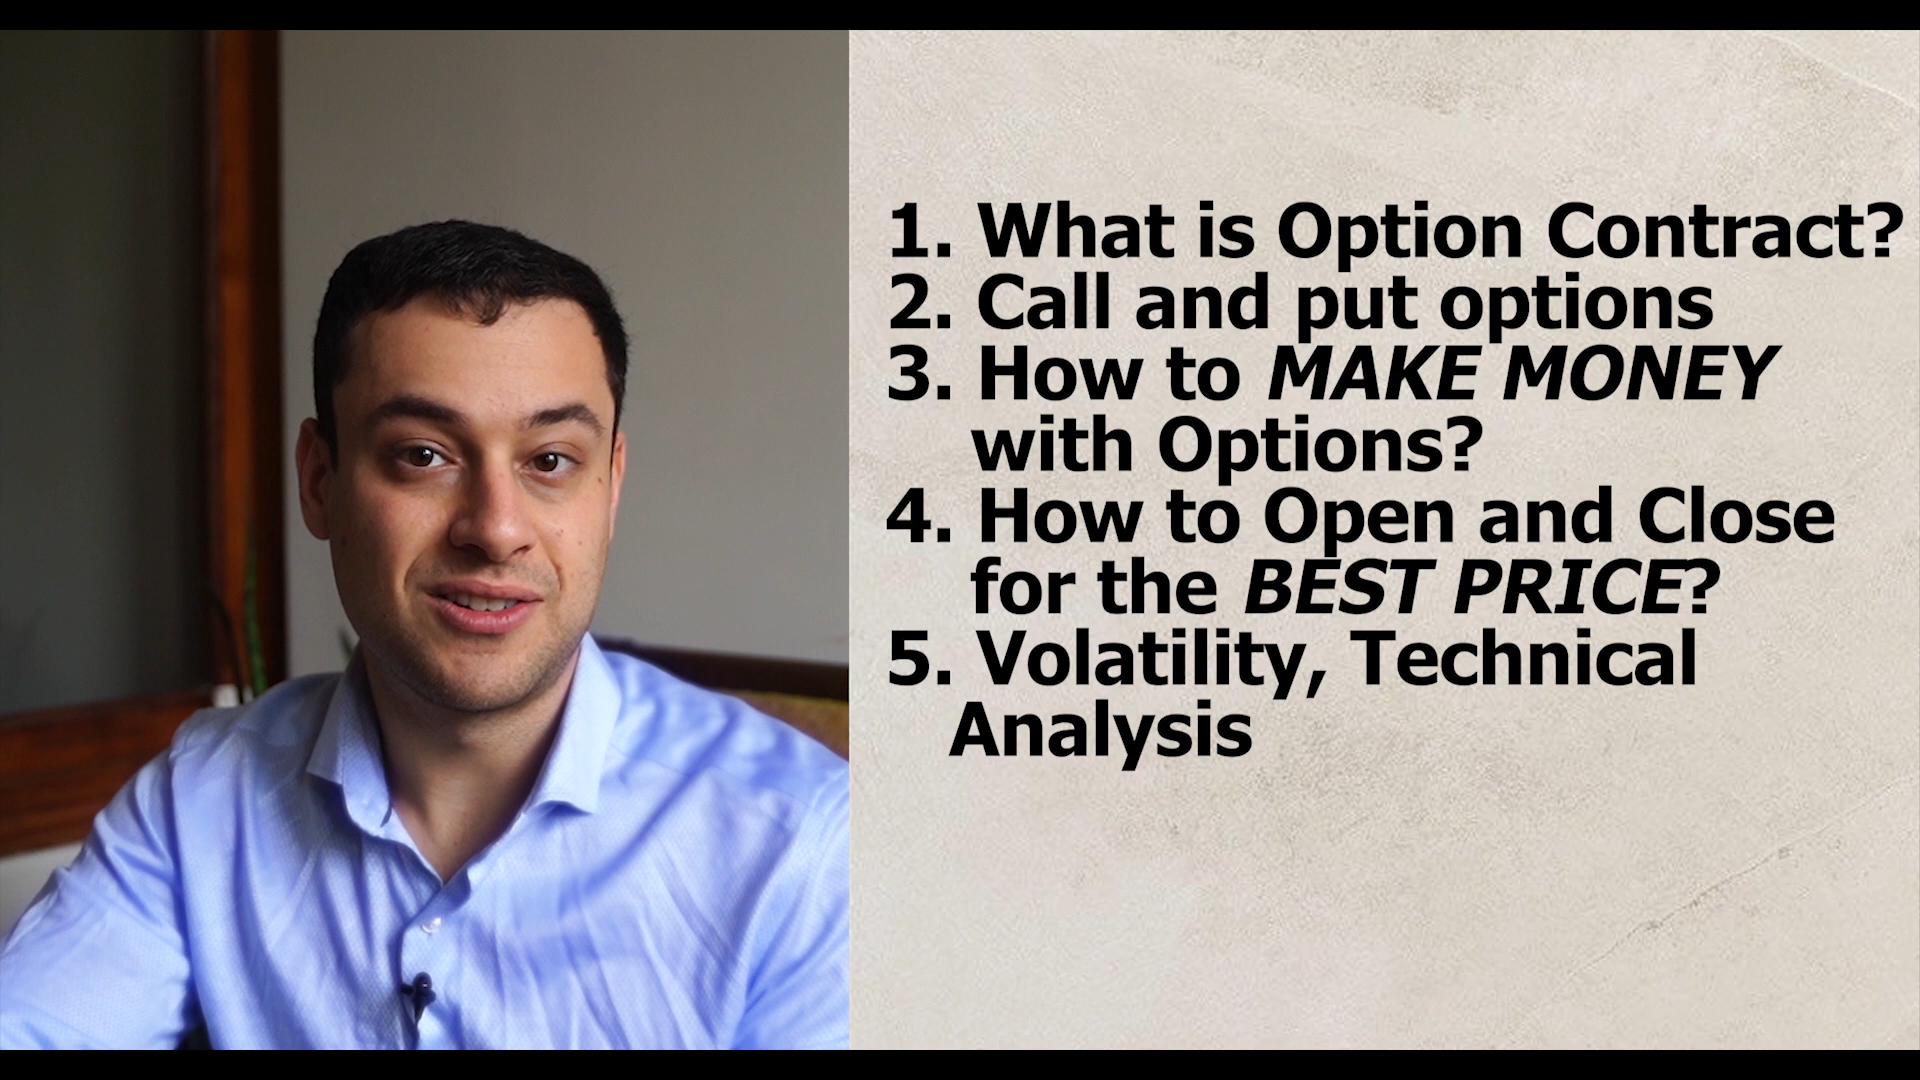 1. What is Option Contract?
2. Call and put options
3. How to MAKE MONEY
with Options?
4. How to Open and Close
for the BEST PRICE?
5. Volatility, Technical
Analysis